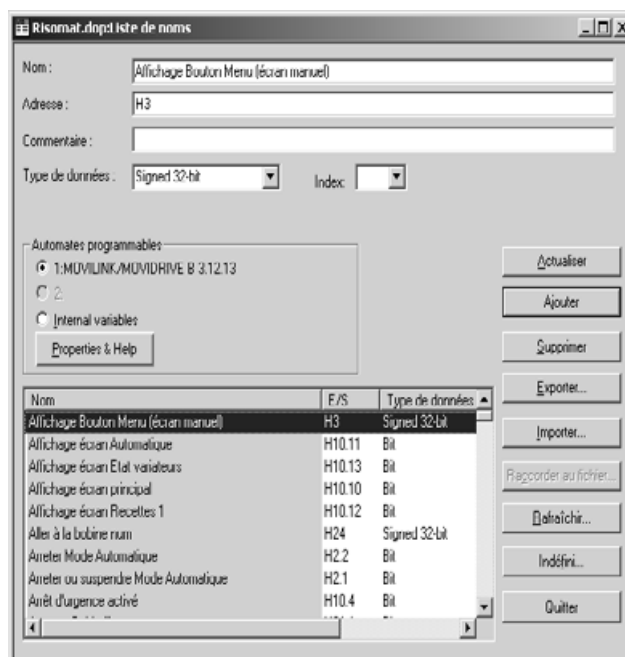 Risomat.dop:Liste de noms
Nom :
Affichage Bouton Menu (écran manuel)
Adresse :
H3
Commentaire :
Type de données :
Signed 32-bit
Index:
Automates programmables
1:MOVILINK/MOVIDRIVE B 3.12.13
2:
Internal variables
Properties & Help
Actualiser
Ajouter
Supprimer
Exporter...
Importer...
Raccorder au fichier...
Rafraîchir...
Indéfini...
Quitter
Nom E/S Type de données
Affichage Bouton Menu (écran manuel) H3 Signed 32-bit
Affichage écran Automatique H10.11 Bit
Affichage écran Etat variateurs H10.13 Bit
Affichage écran principal H10.10 Bit
Affichage écran Recettes 1 H10.12 Bit
Aller à la bobine num H24 Signed 32-bit
Arreter Mode Automatique H2.2 Bit
Arreter ou suspendre Mode Automatique H2.1 Bit
Arrêt d'urgence activé H10.4 Bit